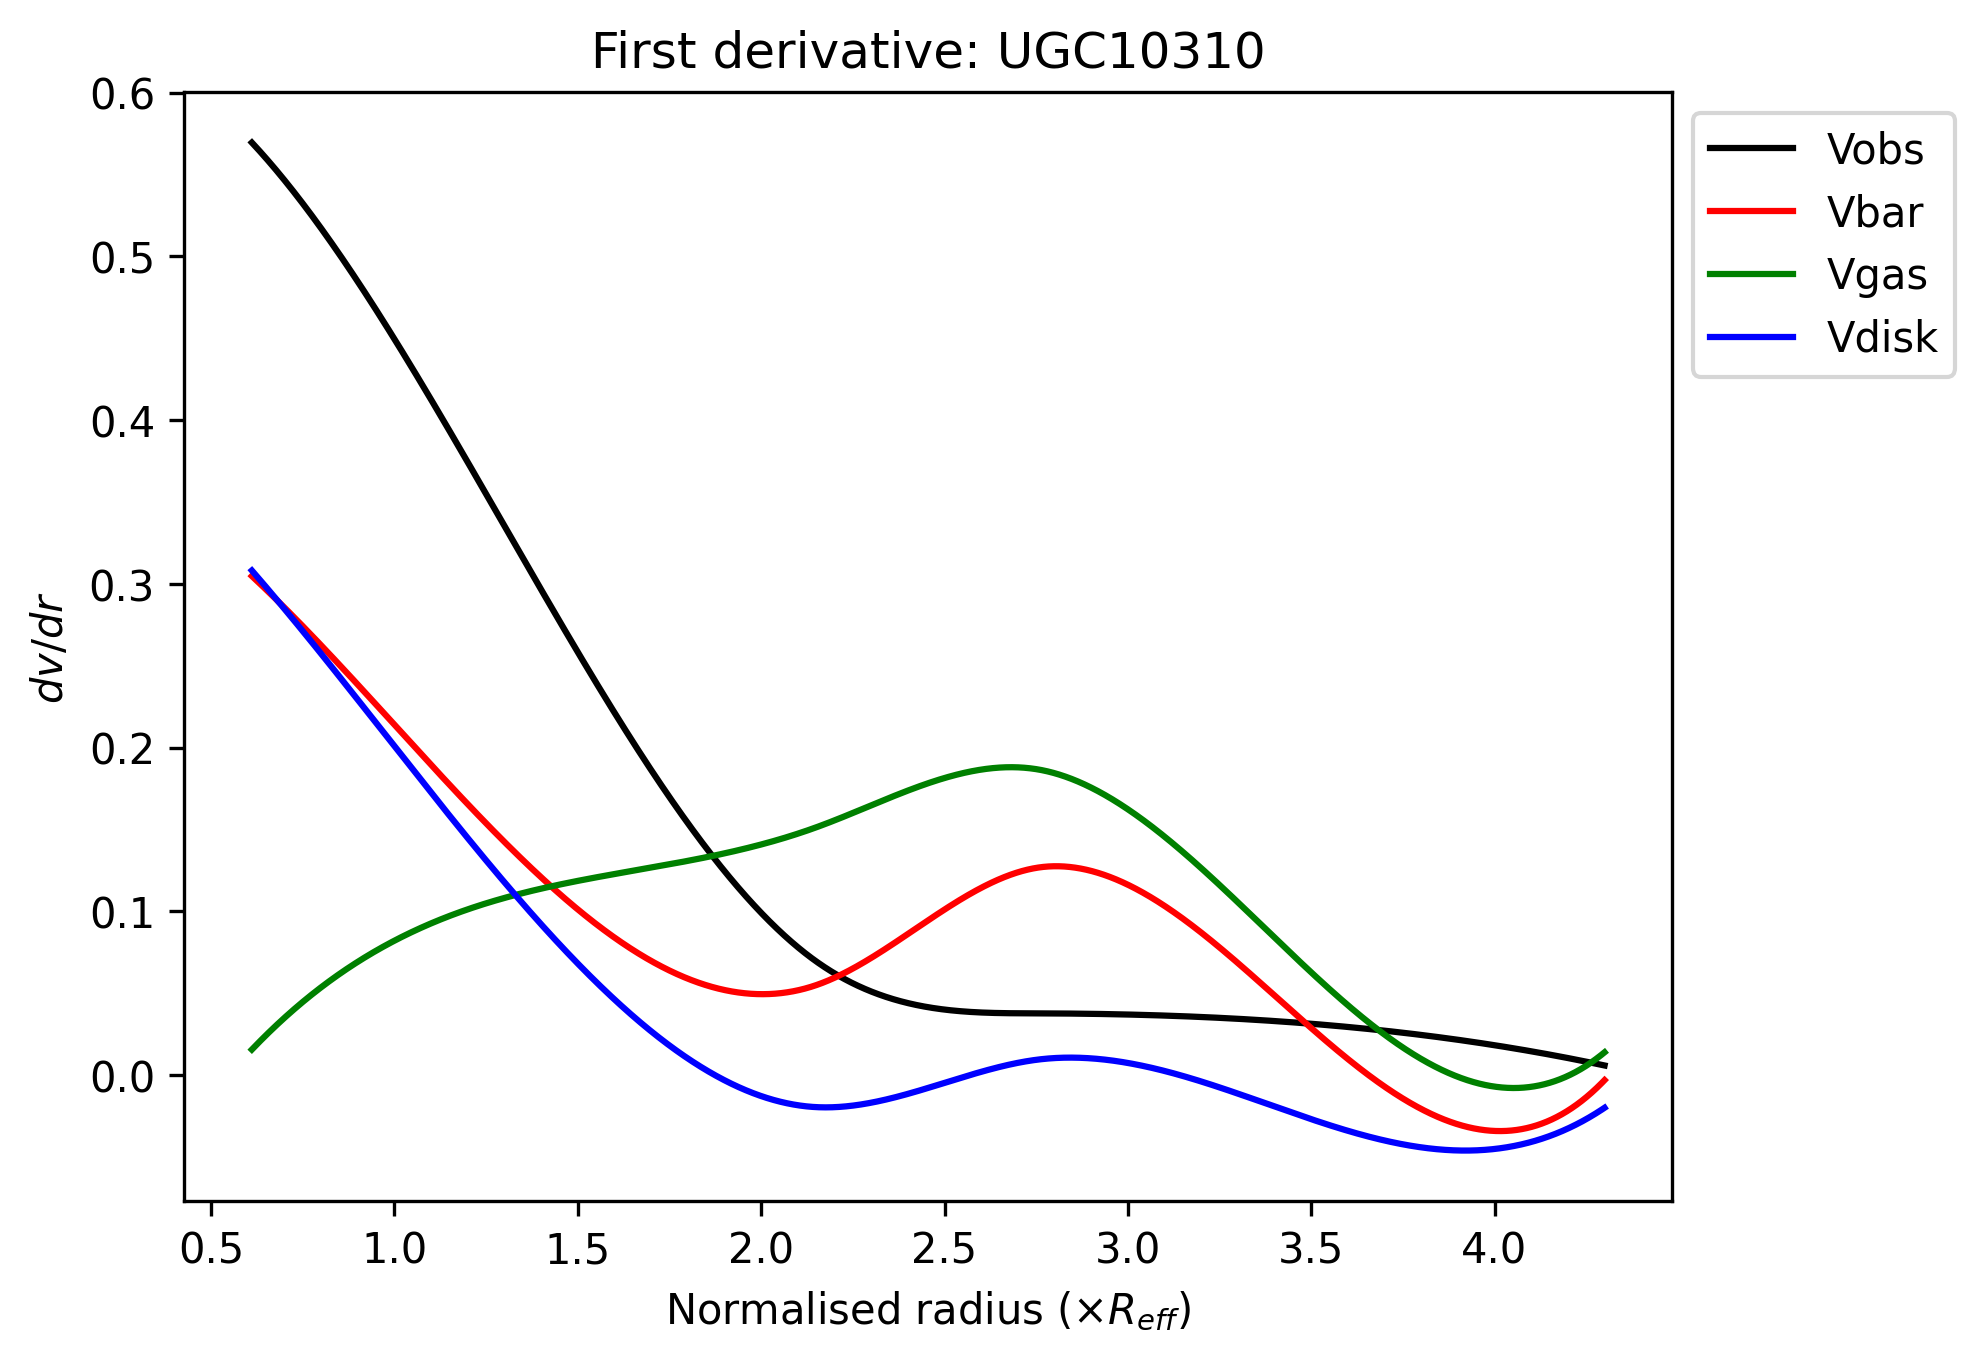 First derivative: UGC10310
0.6
0.5
0.4
0.3
0.2
0.1
0.0
dv/dr
0.5 1.0 1.5 2.0 2.5 3.0 3.5 4.0
Normalised radius (×R_eff)
Vobs
Vbar
Vgas
Vdisk